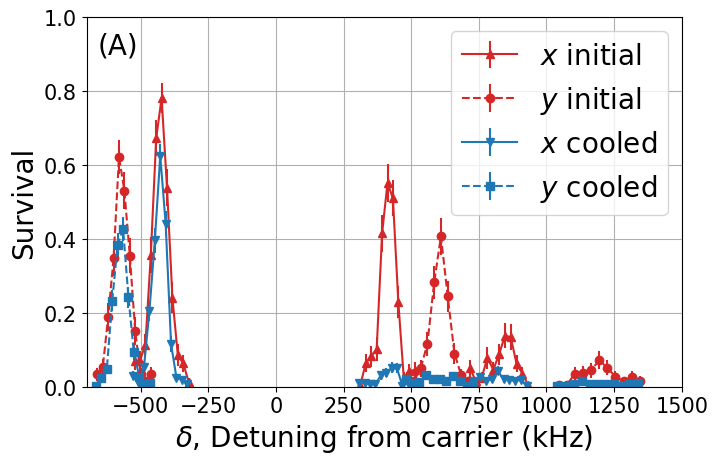 (A)
x initial
y initial
x cooled
y cooled
Survival
1.0
0.8
0.6
0.4
0.2
0.0
−500 −250 0 250 500 750 1000 1250 1500
δ, Detuning from carrier (kHz)